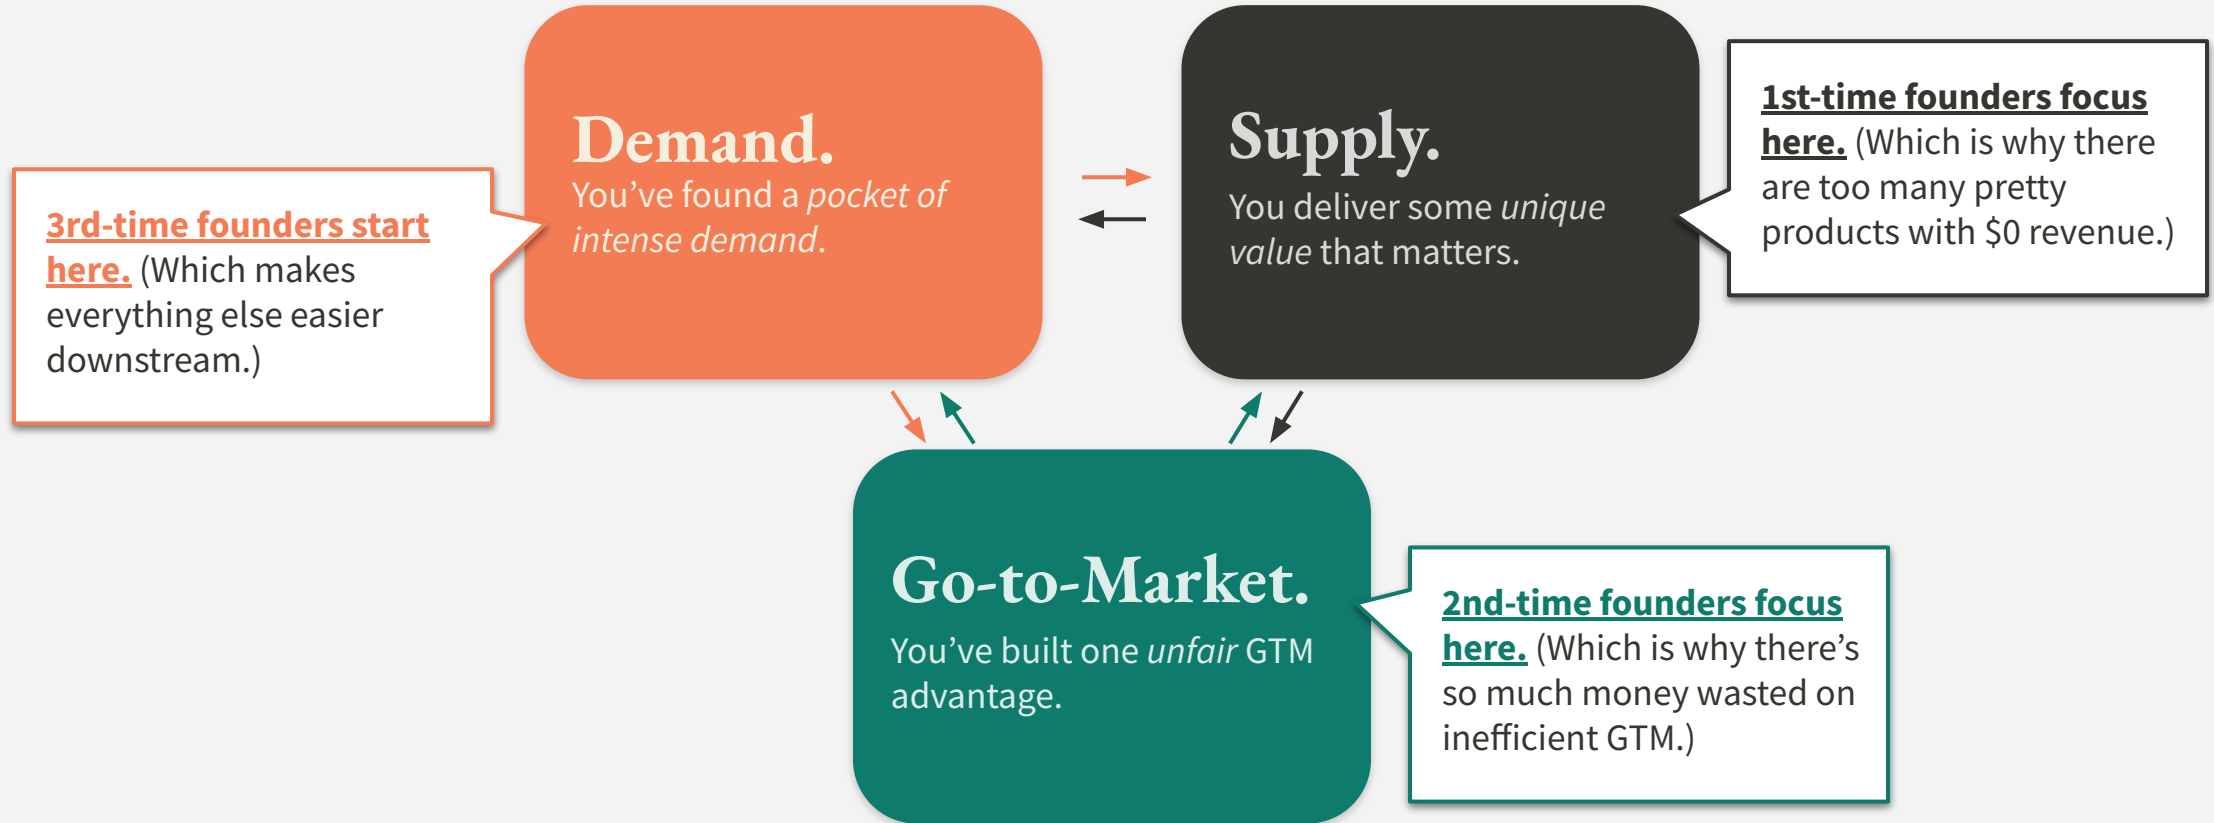 Demand.
You’ve found a pocket of
intense demand.
Supply.
You deliver some unique
value that matters.
1st-time founders focus
here. (Which is why there
are too many pretty
products with $0 revenue.)
3rd-time founders start
here. (Which makes
everything else easier
downstream.)
Go-to-Market.
You’ve built one unfair GTM
advantage.
2nd-time founders focus
here. (Which is why there’s
so much money wasted on
inefficient GTM.)